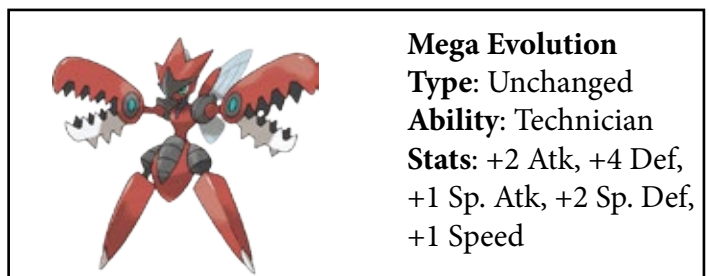 Mega Evolution
Type: Unchanged
Ability: Technician
Stats: +2 Atk, +4 Def,
+1 Sp. Atk, +2 Sp. Def,
+1 Speed